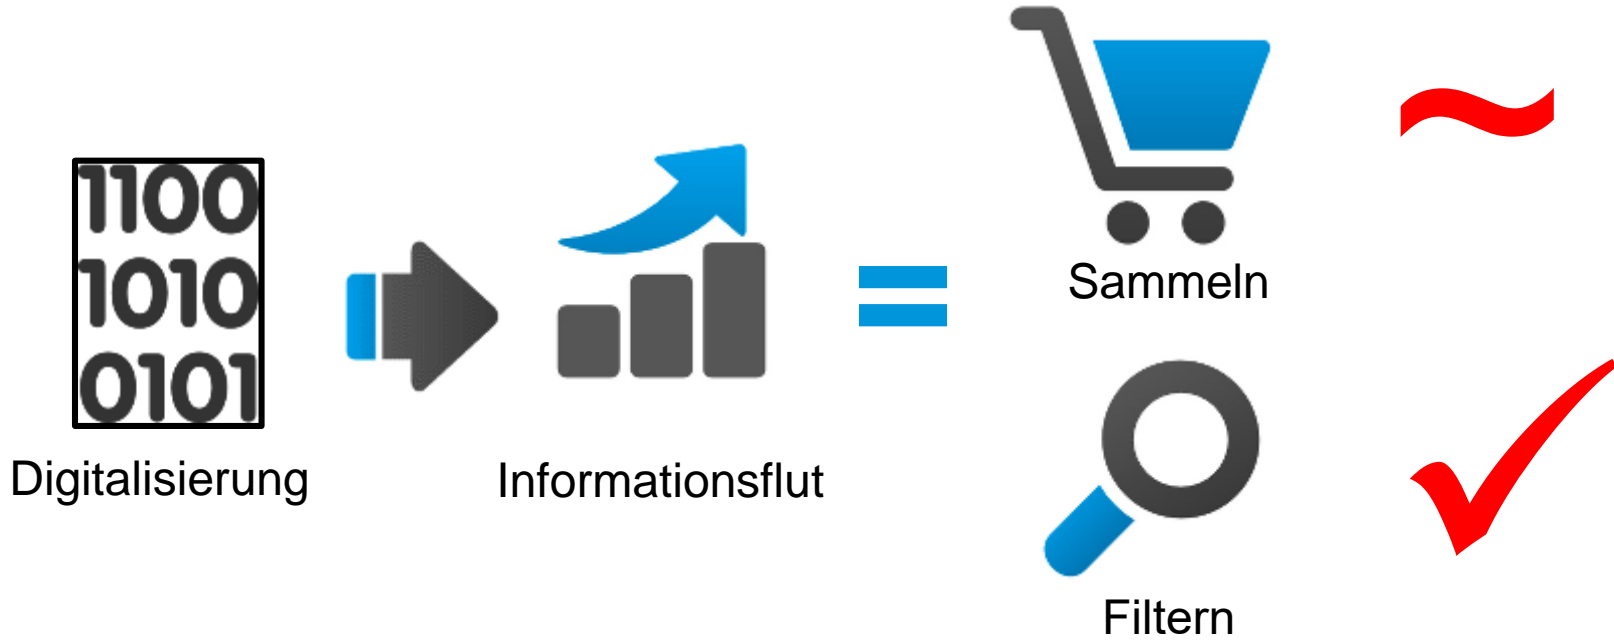 1100
1010
0101
Digitalisierung
Informationsflut
=
Sammeln
~
Filtern